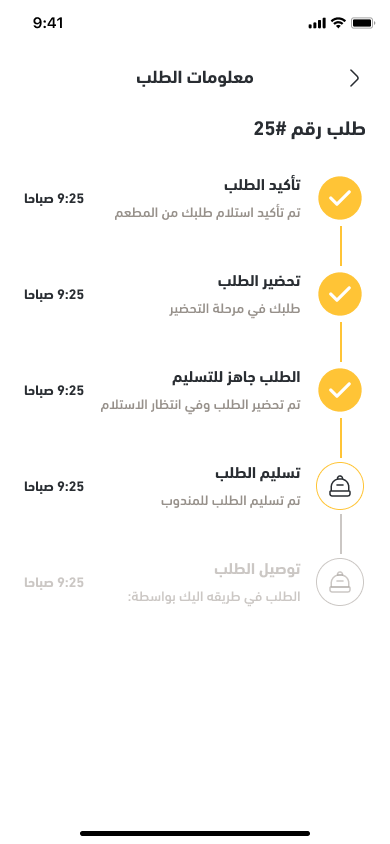 9:41
معلومات الطلب
طلب رقم #25
تأكيد الطلب
تم تأكيد استلام طلبك من المطعم
9:25 صباحا
تحضير الطلب
طلبك في مرحلة التحضير
9:25 صباحا
الطلب جاهز للتسليم
تم تحضير الطلب وفي انتظار الاستلام
9:25 صباحا
تسليم الطلب
تم تسليم الطلب للمندوب
9:25 صباحا
توصيل الطلب
الطلب في طريقه اليك بواسطة:
9:25 صباحا